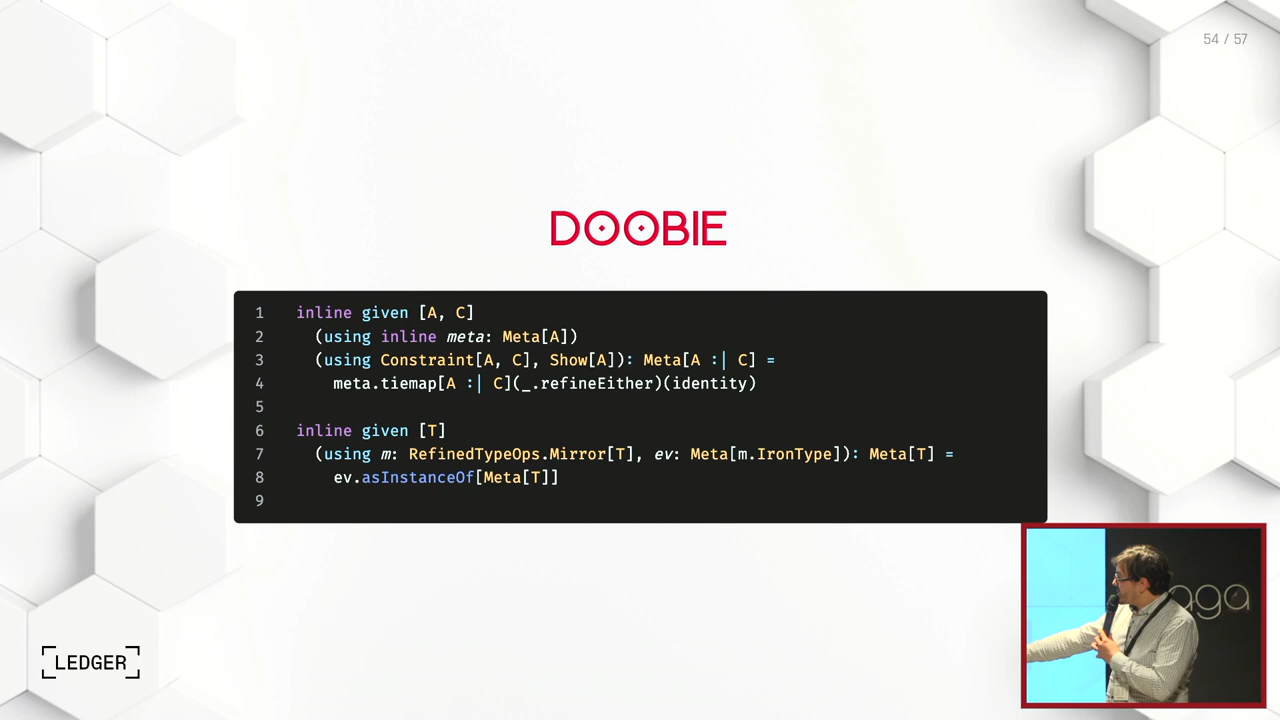 54 / 57
DOOBIE
1 inline given [A, C]
2 (using inline meta: Meta[A])
3 (using Constraint[A, C], Show[A]): Meta[A :| C] =
4 meta.tiemap[A :| C](_.refineEither)(identity)
5
6 inline given [T]
7 (using m: RefinedTypeOps.Mirror[T], ev: Meta[m.IronType]): Meta[T] =
8 ev.asInstanceOf[Meta[T]]
9
LEDGER